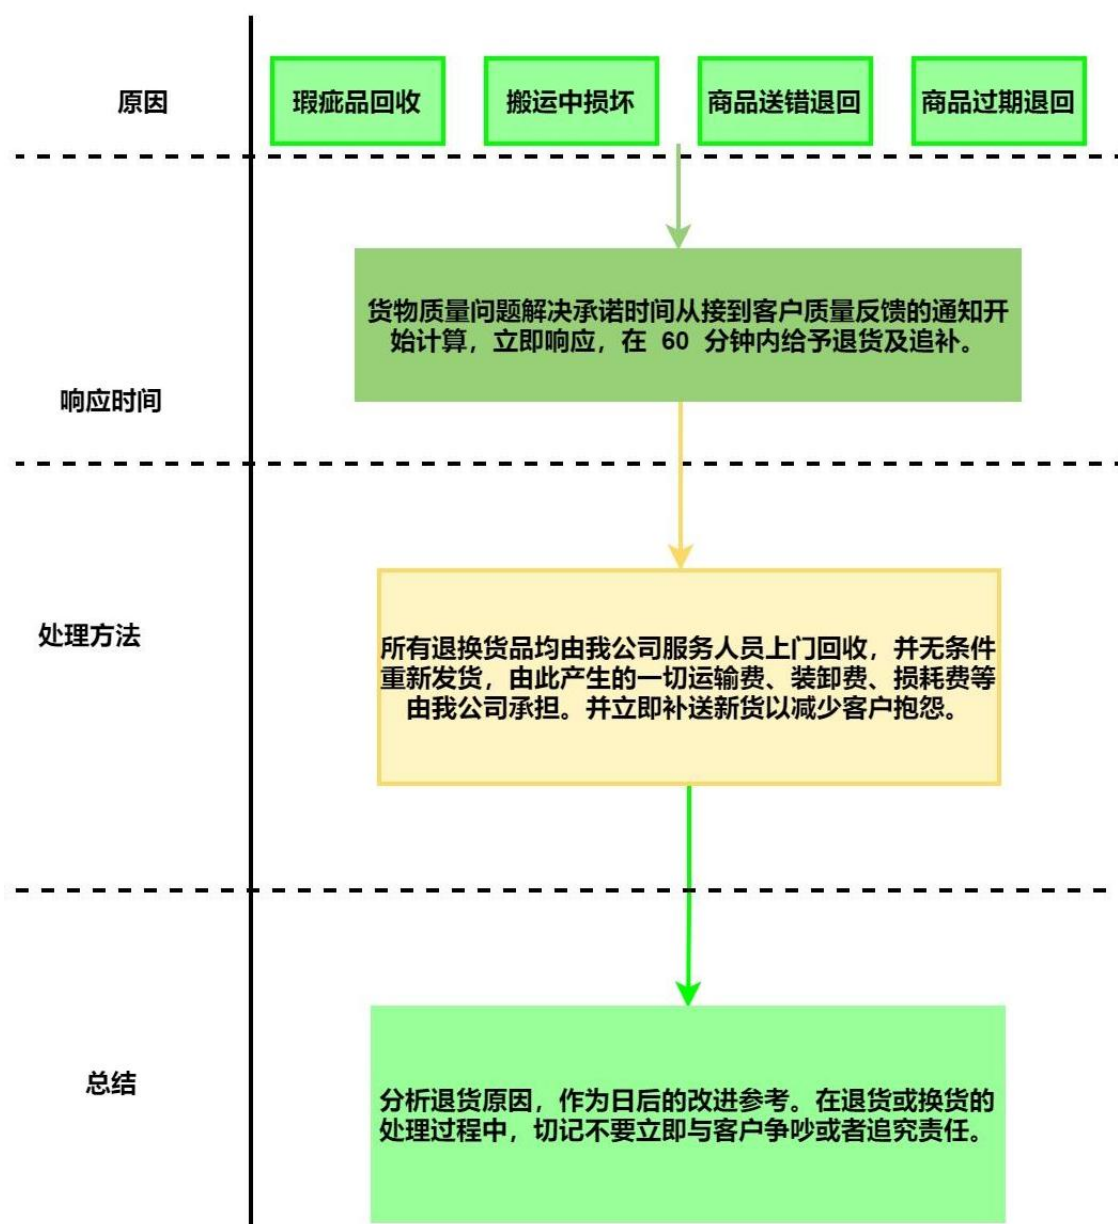 原因
瑕疵品回收
搬运中损坏
商品送错退回
商品过期退回
响应时间
货物质量问题解决承诺时间从接到客户质量反馈的通知开
始计算，立即响应，在 60 分钟内给予退货及追补。
处理方法
所有退换货品均由我公司服务人员上门回收，并无条件
重新发货，由此产生的一切运输费、装卸费、损耗费等
由我公司承担。并立即补送新货以减少客户抱怨。
总结
分析退货原因，作为日后的改进参考。在退货或换货的
处理过程中，切记不要立即与客户争吵或者追究责任。